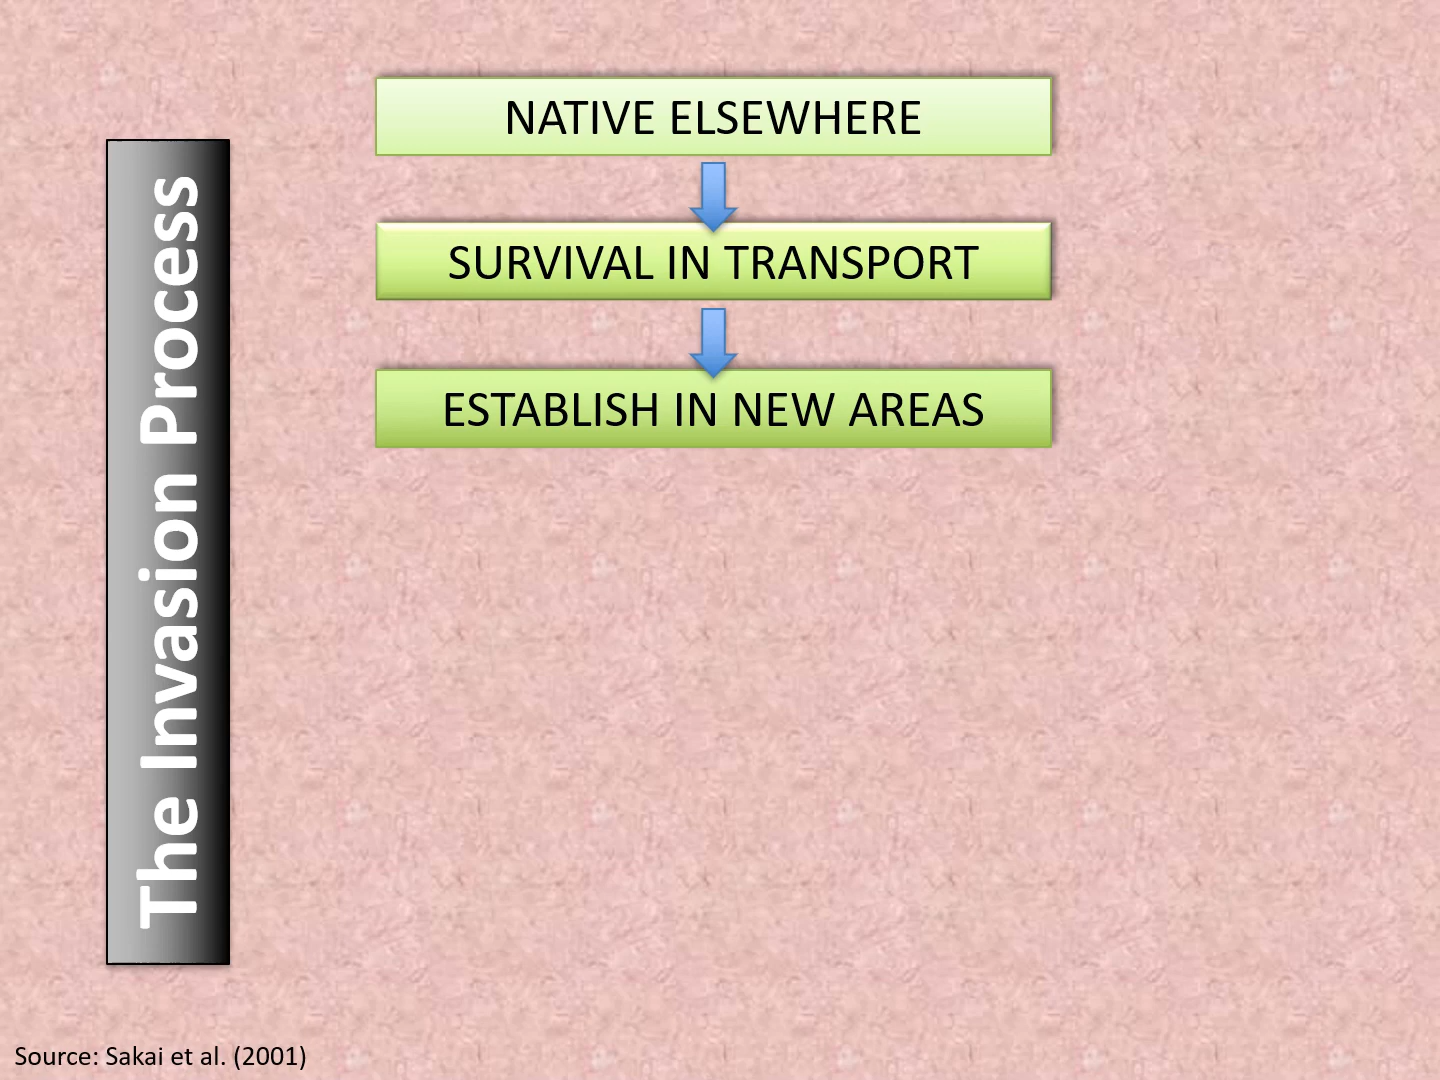 The Invasion Process
NATIVE ELSEWHERE
SURVIVAL IN TRANSPORT
ESTABLISH IN NEW AREAS
Source: Sakai et al. (2001)